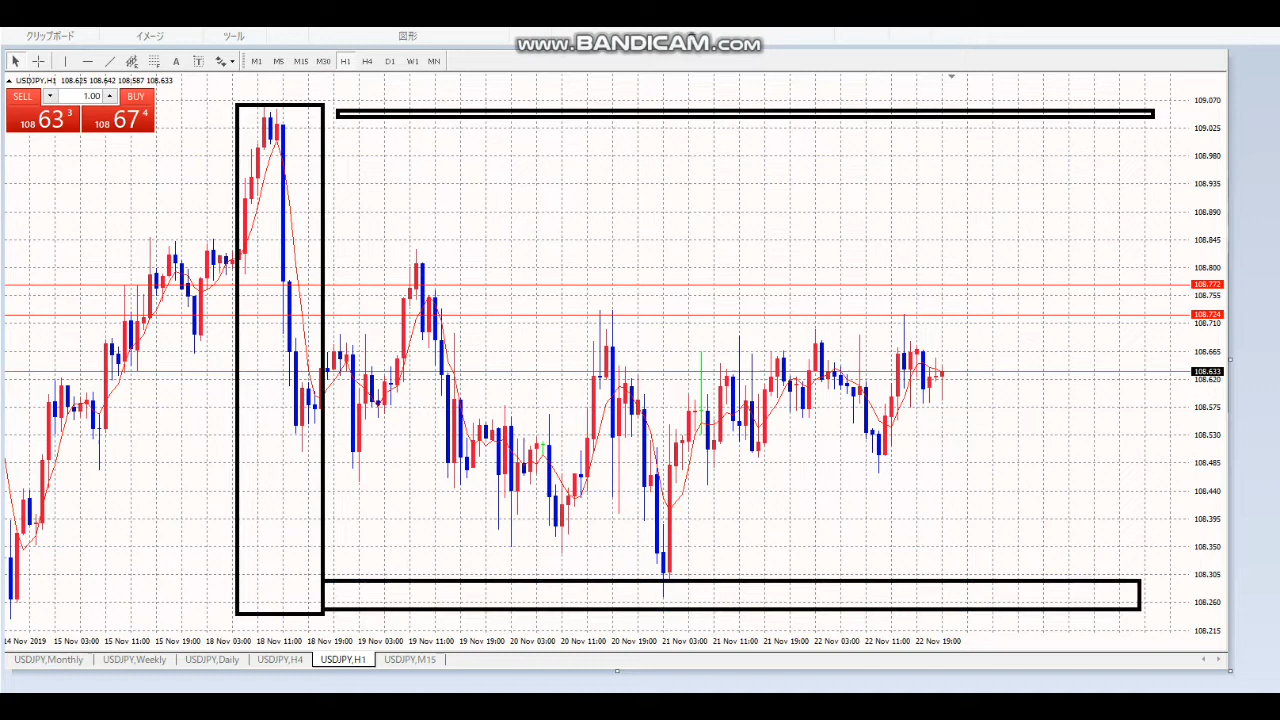 クリップボード イメージ ツール 図形
www.BANDICAM.com
A T M1 M5 M15 M30 H1 H4 D1 W1 MN
USDJPY,H1 108.625 108.642 108.587 108.633
SELL 1.00 BUY
108 63 3 108 67 4
109.070
109.025
108.980
108.935
108.890
108.845
108.800
108.772
108.755
108.724
108.710
108.665
108.633
108.620
108.575
108.530
108.485
108.440
108.395
108.350
108.305
108.260
108.215
14 Nov 2019 15 Nov 03:00 15 Nov 11:00 15 Nov 19:00 18 Nov 03:00 18 Nov 11:00 18 Nov 19:00 19 Nov 03:00 19 Nov 11:00 19 Nov 19:00 20 Nov 03:00 20 Nov 11:00 20 Nov 19:00 21 Nov 03:00 21 Nov 11:00 21 Nov 19:00 22 Nov 03:00 22 Nov 11:00 22 Nov 19:00
USDJPY,Monthly USDJPY,Weekly USDJPY,Daily USDJPY,H4 USDJPY,H1 USDJPY,M15